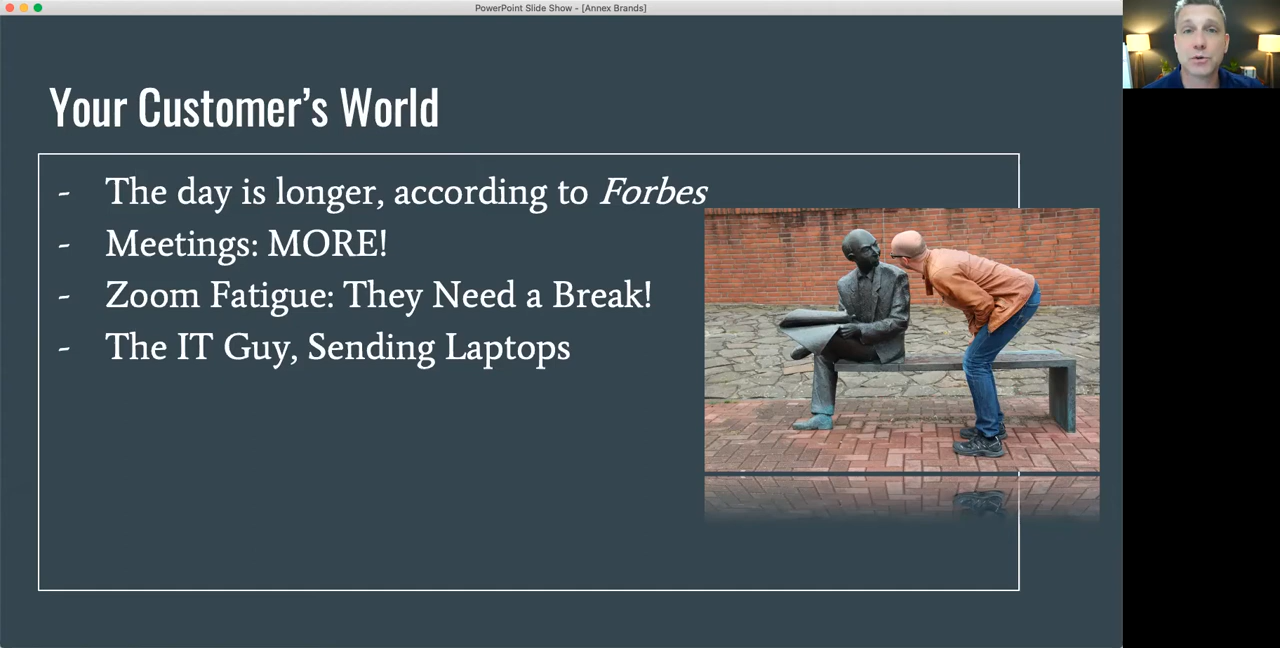 PowerPoint Slide Show - [Annex Brands]
Your Customer’s World
- The day is longer, according to Forbes
- Meetings: MORE!
- Zoom Fatigue: They Need a Break!
- The IT Guy, Sending Laptops